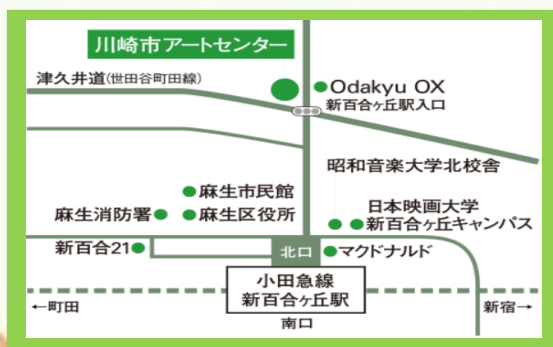 川崎市アートセンター
津久井道(世田谷町田線)
Odakyu OX
新百合ヶ丘駅入口
昭和音楽大学北校舎
麻生市民館
日本映画大学
麻生消防署
麻生区役所
新百合ヶ丘キャンパス
新百合21
北口
マクドナルド
小田急線
新百合ヶ丘駅
←町田
新宿→
南口